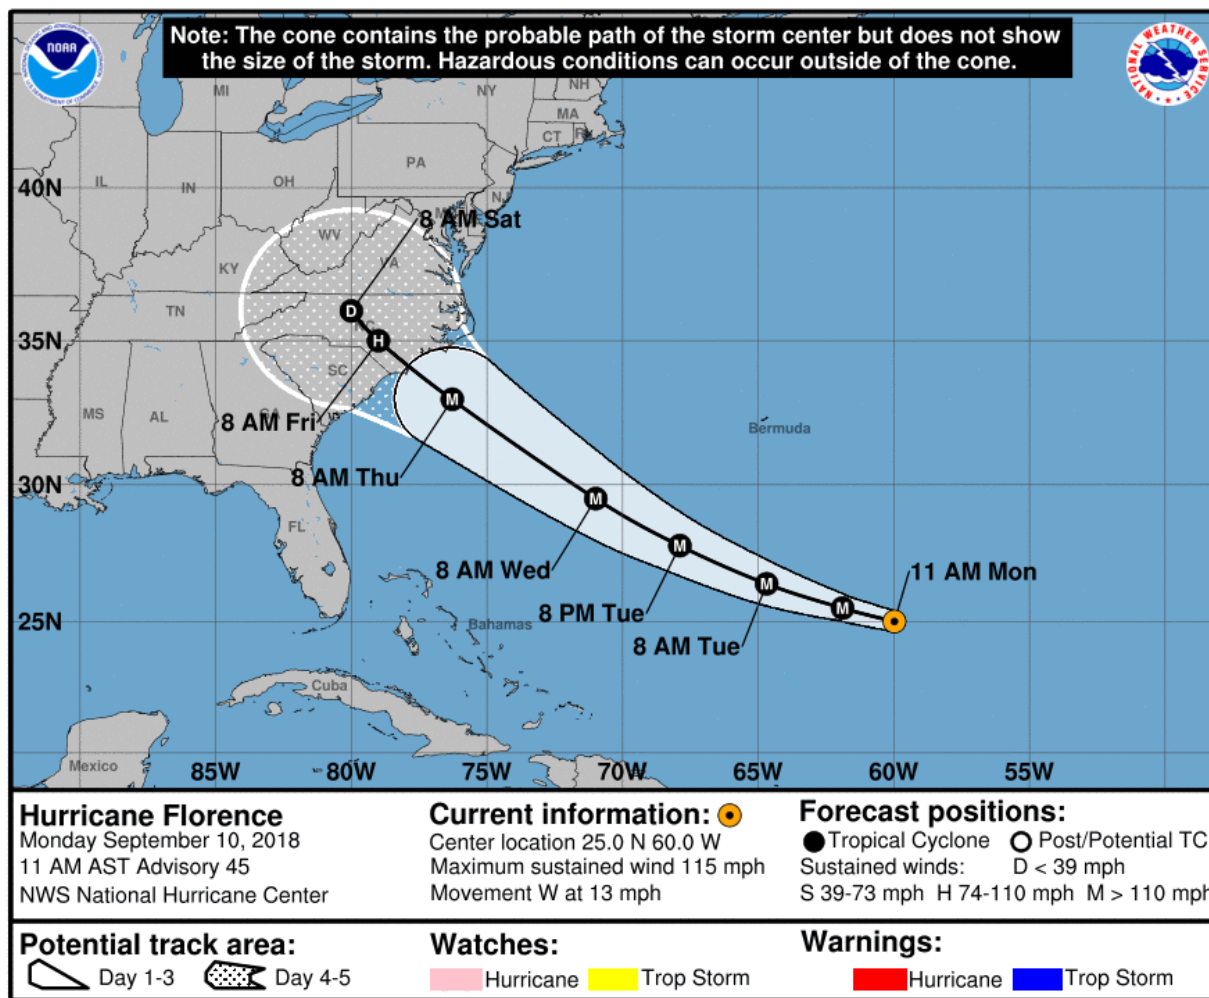 Note: The cone contains the probable path of the storm center but does not show
the size of the storm. Hazardous conditions can occur outside of the cone.
NOAA
NATIONAL WEATHER SERVICE
MI
NY
NH
MA
CT
PA
IL
IN
OH
NJ
40N
8 AM Sat
WV
VA
KY
TN
D
H
35N
SC
MS
AL
GA
M
8 AM Fri
Bermuda
8 AM Thu
30N
M
FL
M
8 AM Wed
11 AM Mon
M
M
8 PM Tue
25N
Bahamas
8 AM Tue
Cuba
Mexico
85W
80W
75W
70W
65W
60W
55W
Hurricane Florence
Monday September 10, 2018
11 AM AST Advisory 45
NWS National Hurricane Center
Current information:
Center location 25.0 N 60.0 W
Maximum sustained wind 115 mph
Movement W at 13 mph
Forecast positions:
Tropical Cyclone Post/Potential TC
Sustained winds: D < 39 mph
S 39-73 mph H 74-110 mph M > 110 mph
Potential track area:
Day 1-3 Day 4-5
Watches:
Hurricane Trop Storm
Warnings:
Hurricane Trop Storm